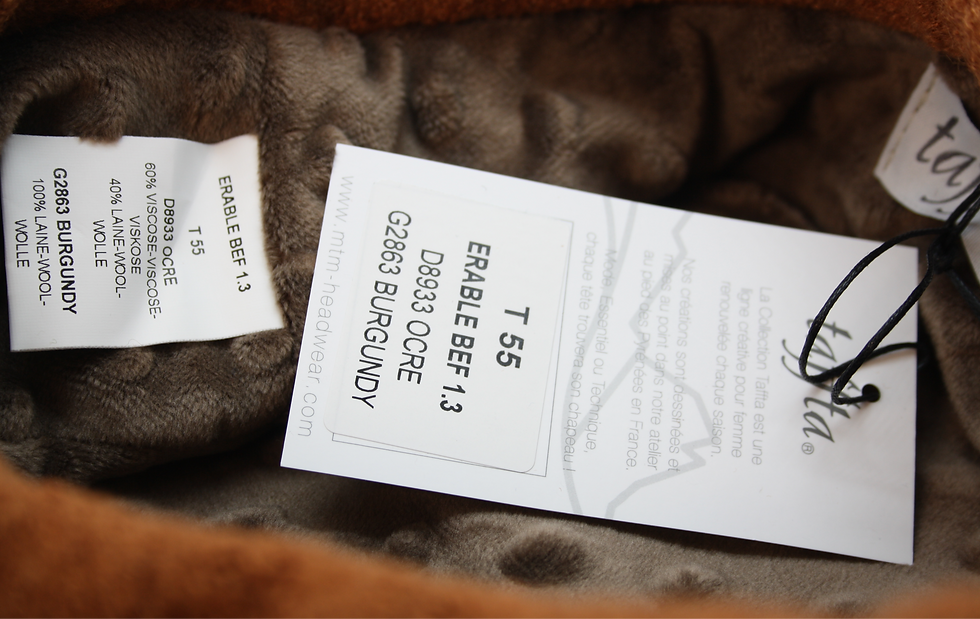 ERABLE BEF 1.3
T 55
D8933 OCRE
60% VISCOSE-VISCOSE-
VISKOSE
40% LAINE-WOOL-
WOLLE
G2863 BURGUNDY
100% LAINE-WOOL-
WOLLE
taffta®
La Collection Taffta est une
ligne créative pour femme
renouvelée chaque saison.
Nos créations sont dessinées et
mises au point dans notre atelier
au pied des Pyrénées en France.
Mode, Essentiel ou Technique,
chaque tête trouvera son chapeau !
T 55
ERABLE BEF 1.3
D8933 OCRE
G2863 BURGUNDY
www.mtm-headwear.com